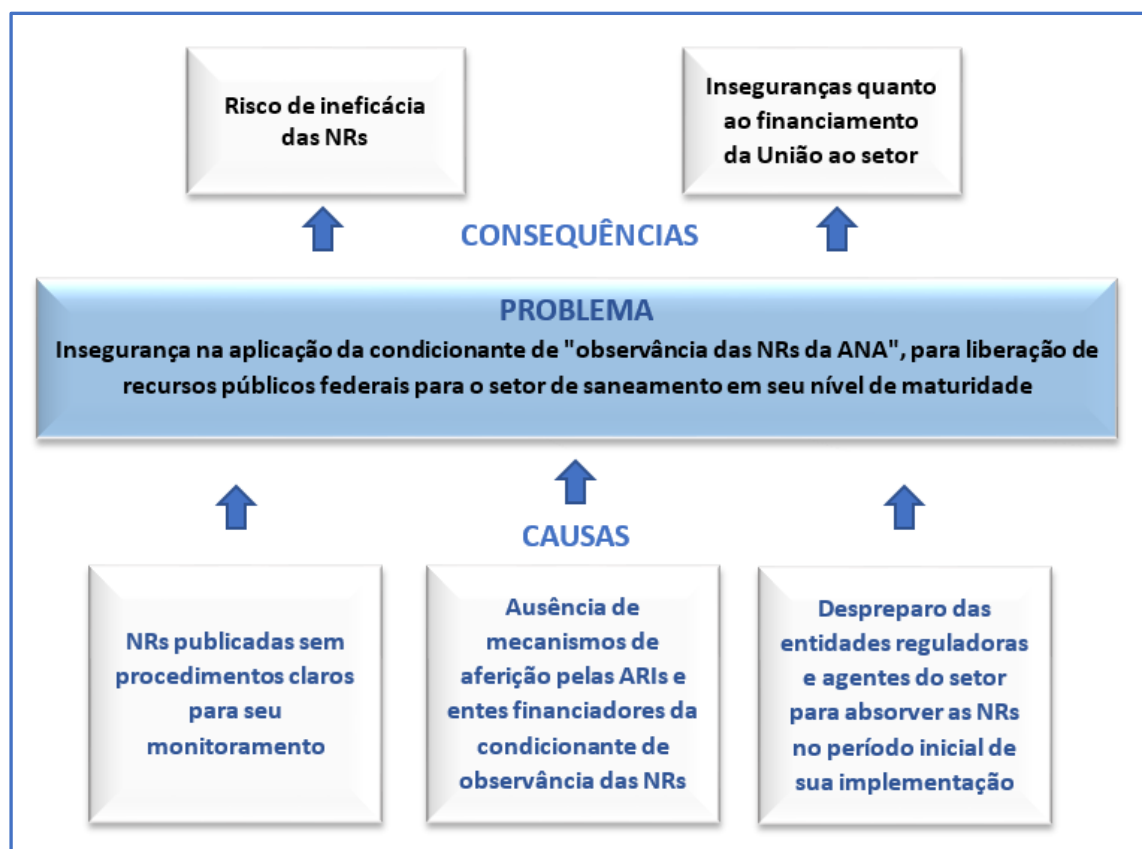 Risco de ineficácia
das NRs
Inseguranças quanto
ao financiamento
da União ao setor
CONSEQUÊNCIAS
PROBLEMA
Insegurança na aplicação da condicionante de "observância das NRs da ANA", para liberação de
recursos públicos federais para o setor de saneamento em seu nível de maturidade
CAUSAS
NRs publicadas sem
procedimentos claros
para seu
monitoramento
Ausência de
mecanismos de
aferição pelas ARIs e
entes financiadores da
condicionante de
observância das NRs
Despreparo das
entidades reguladoras
e agentes do setor
para absorver as NRs
no período inicial de
sua implementação